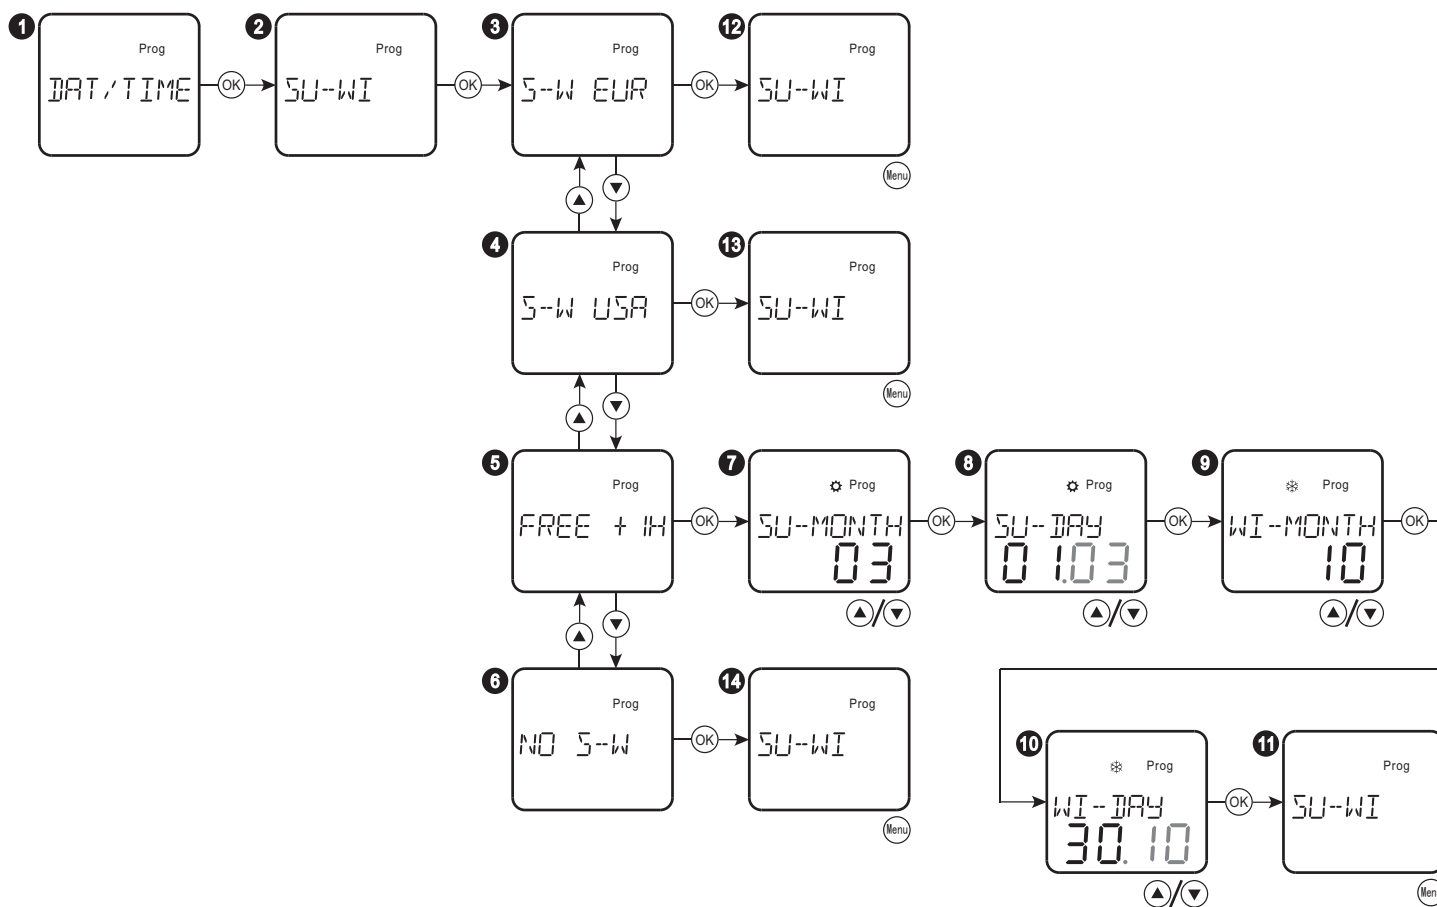 1
Prog
DAT/TIME
OK
2
Prog
SU-WI
OK
3
Prog
S-W EUR
OK
12
Prog
SU-WI
Menu
4
Prog
S-W USA
OK
13
Prog
SU-WI
Menu
5
Prog
FREE + 1H
OK
7
Prog
SU-MONTH
03
OK
8
Prog
SU-DAY
01.03
OK
9
Prog
WI-MONTH
10
OK
/
/
/
6
Prog
NO S-W
OK
14
Prog
SU-WI
Menu
10
Prog
WI-DAY
30.10
/
OK
11
Prog
SU-WI
Men